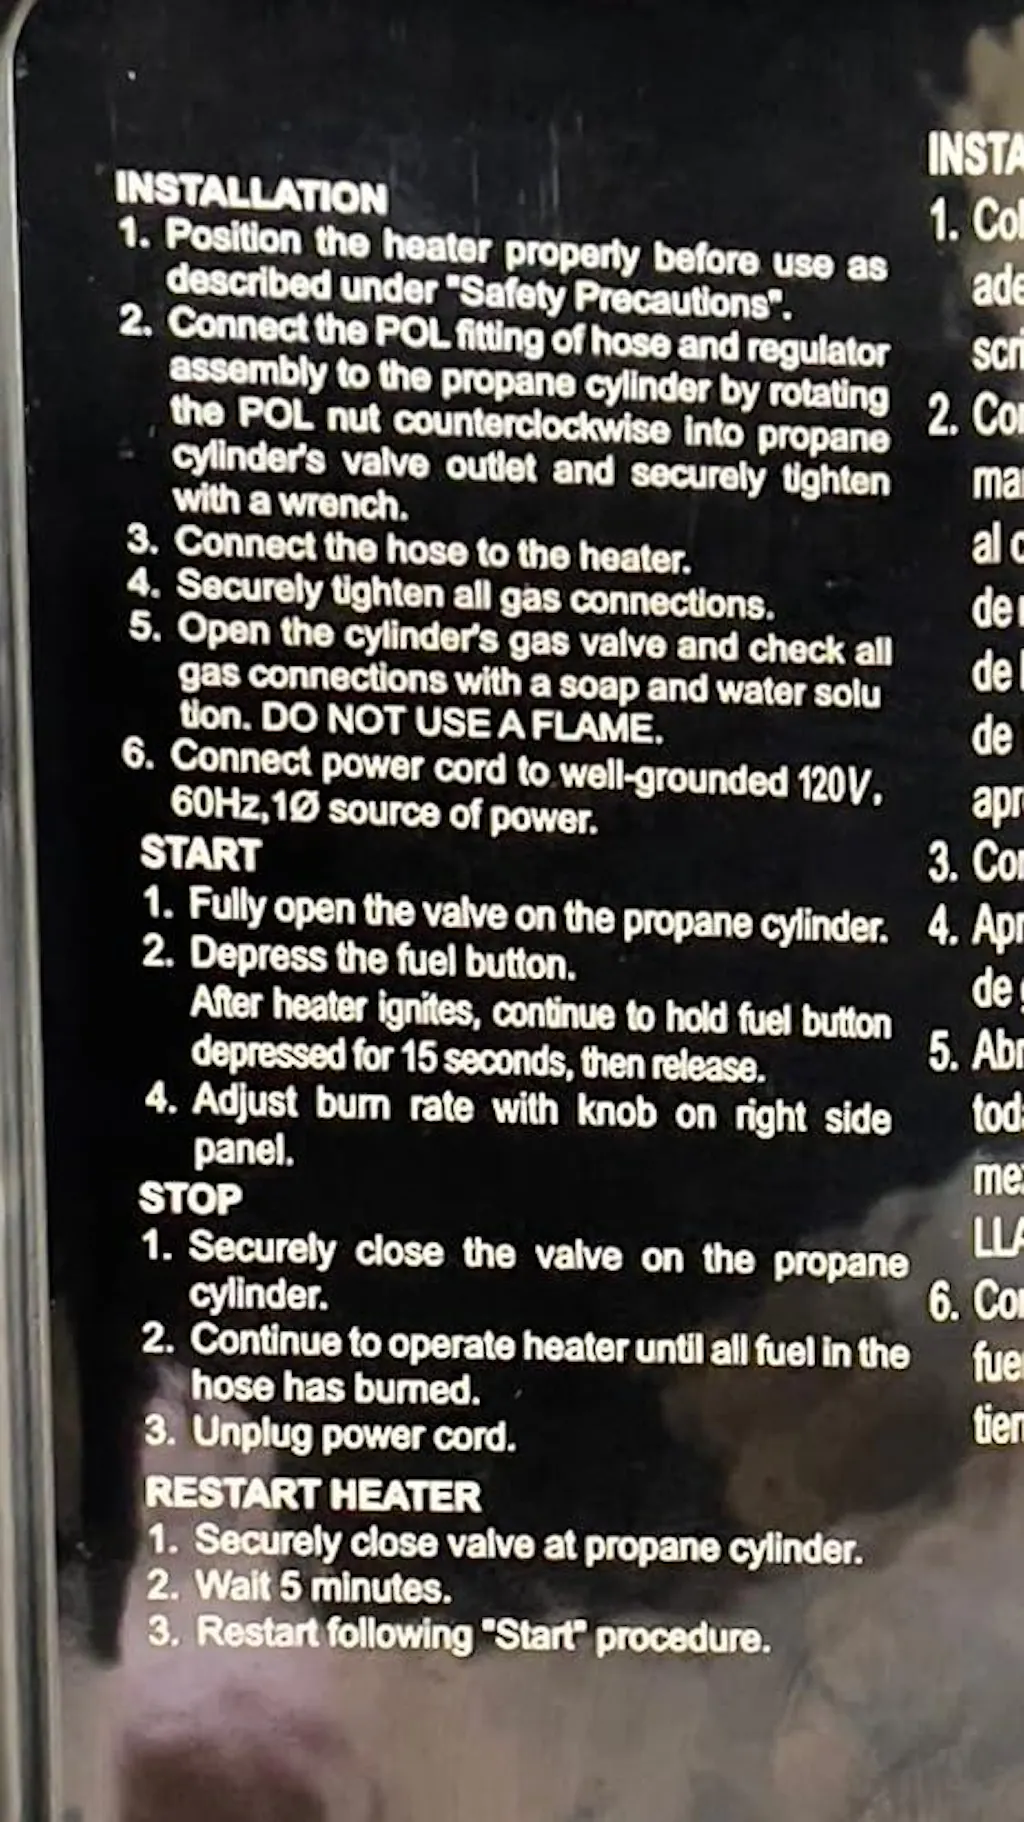 INSTALLATION
1. Position the heater properly before use as
described under "Safety Precautions".
2. Connect the POL fitting of hose and regulator
assembly to the propane cylinder by rotating
the POL nut counterclockwise into propane
cylinder's valve outlet and securely tighten
with a wrench.
3. Connect the hose to the heater.
4. Securely tighten all gas connections.
5. Open the cylinder's gas valve and check all
gas connections with a soap and water solu
tion. DO NOT USE A FLAME.
6. Connect power cord to well-grounded 120V,
60Hz,1Ø source of power.
START
1. Fully open the valve on the propane cylinder.
2. Depress the fuel button.
After heater ignites, continue to hold fuel button
depressed for 15 seconds, then release.
4. Adjust burn rate with knob on right side
panel.
STOP
1. Securely close the valve on the propane
cylinder.
2. Continue to operate heater until all fuel in the
hose has burned.
3. Unplug power cord.
RESTART HEATER
1. Securely close valve at propane cylinder.
2. Wait 5 minutes.
3. Restart following "Start" procedure.
INSTA
1. Col
ade
scri
2. Con
mar
al c
de
de
de
apr
3. Con
4. Apr
de
5. Abr
tod
me
LLA
6. Con
fue
tien